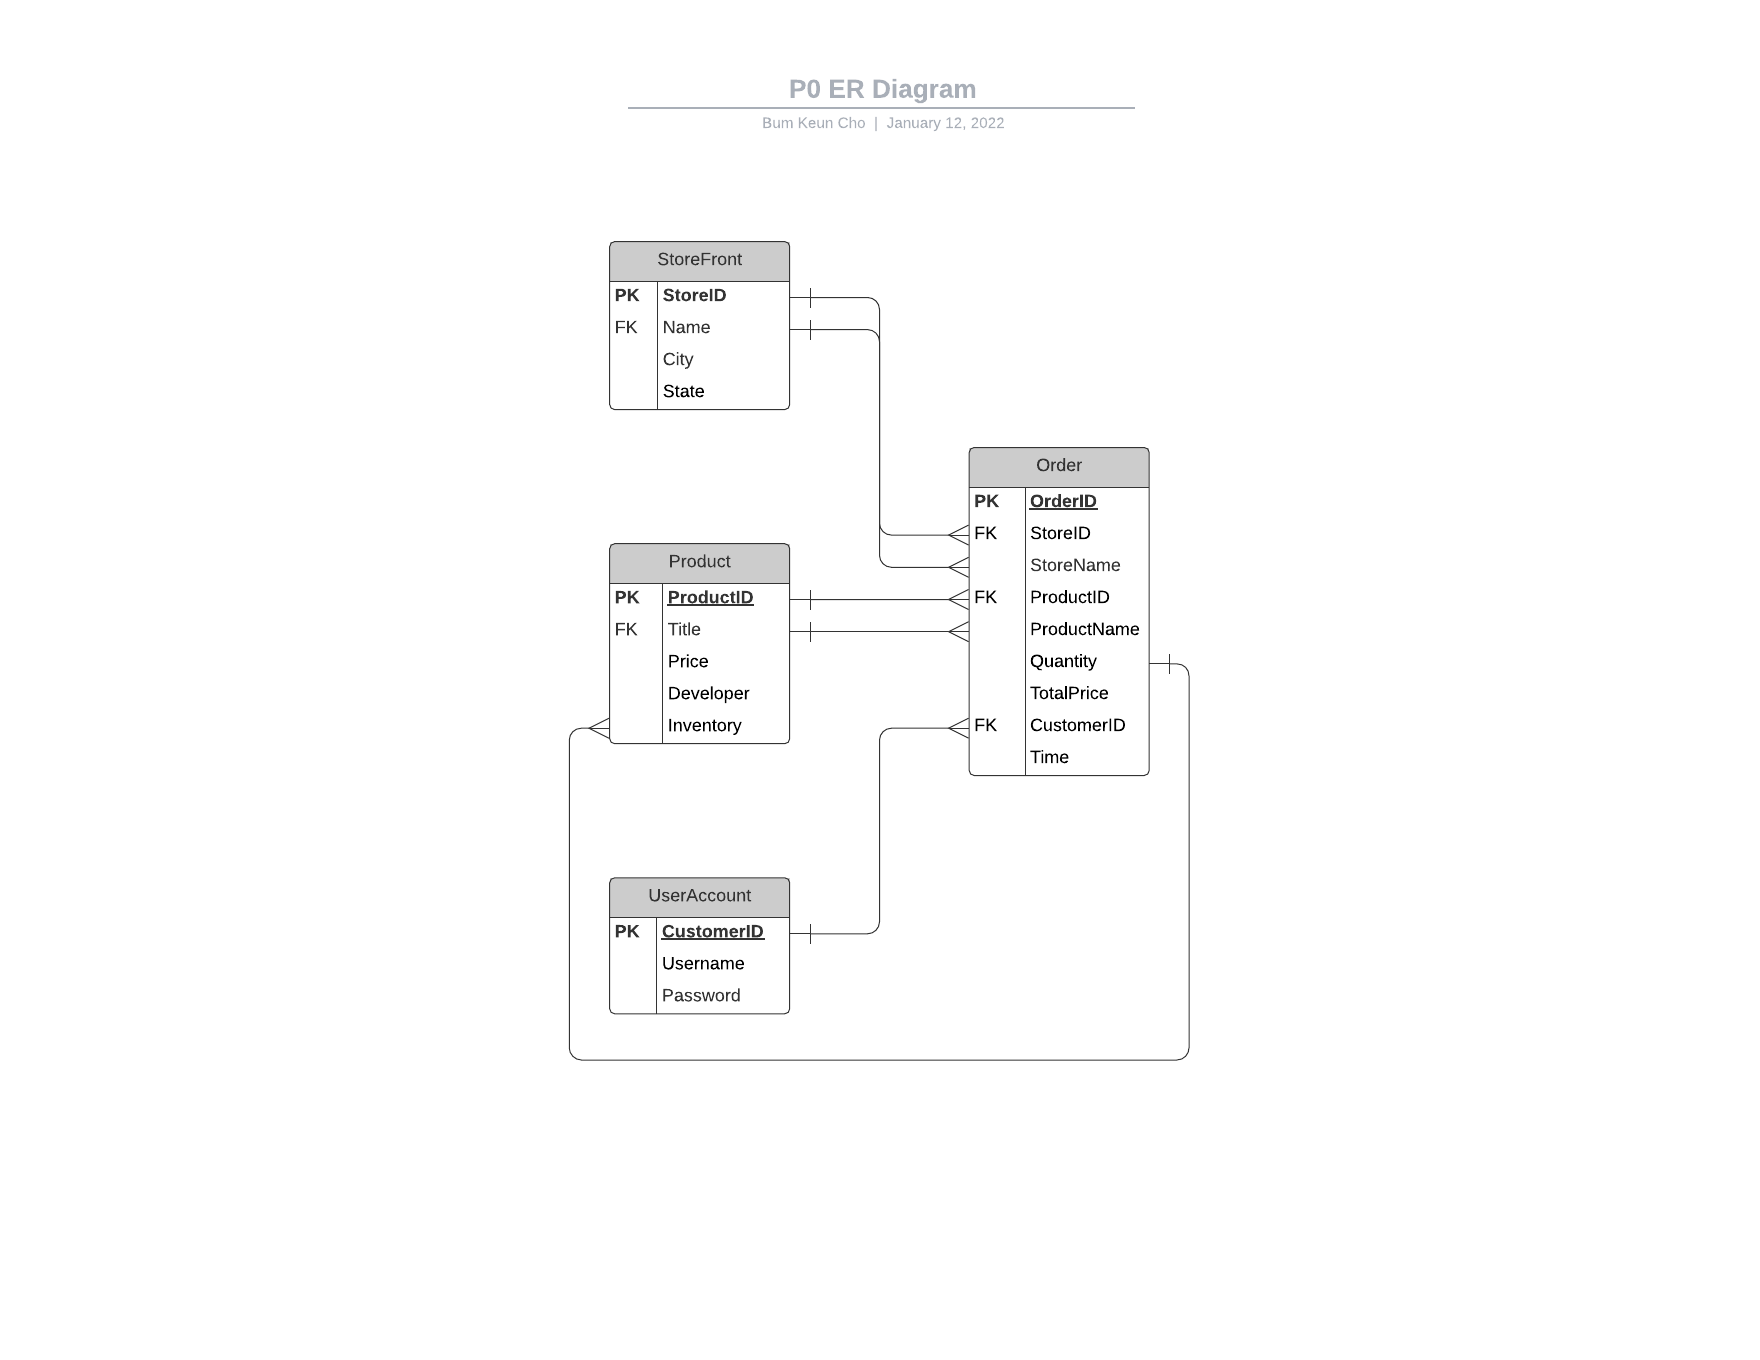 P0 ER Diagram
Bum Keun Cho | January 12, 2022
StoreFront
PK StoreID
FK Name
City
State
Order
PK OrderID
FK StoreID
StoreName
FK ProductID
ProductName
Quantity
TotalPrice
FK CustomerID
Time
Product
PK ProductID
FK Title
Price
Developer
Inventory
UserAccount
PK CustomerID
Username
Password